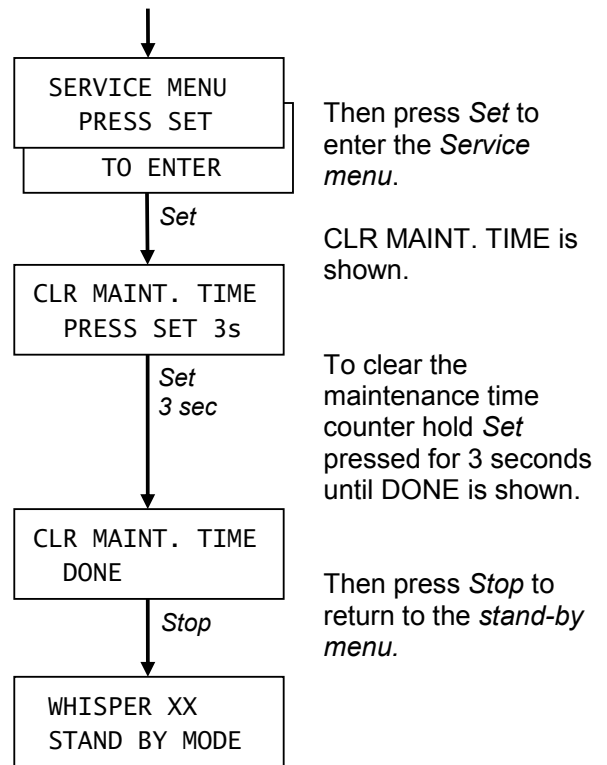 SERVICE MENU
PRESS SET
TO ENTER
Then press Set to
enter the Service
menu.
Set
CLR MAINT. TIME is
shown.
CLR MAINT. TIME
PRESS SET 3s
Set
3 sec
To clear the
maintenance time
counter hold Set
pressed for 3 seconds
until DONE is shown.
CLR MAINT. TIME
DONE
Then press Stop to
return to the stand-by
menu.
Stop
WHISPER XX
STAND BY MODE